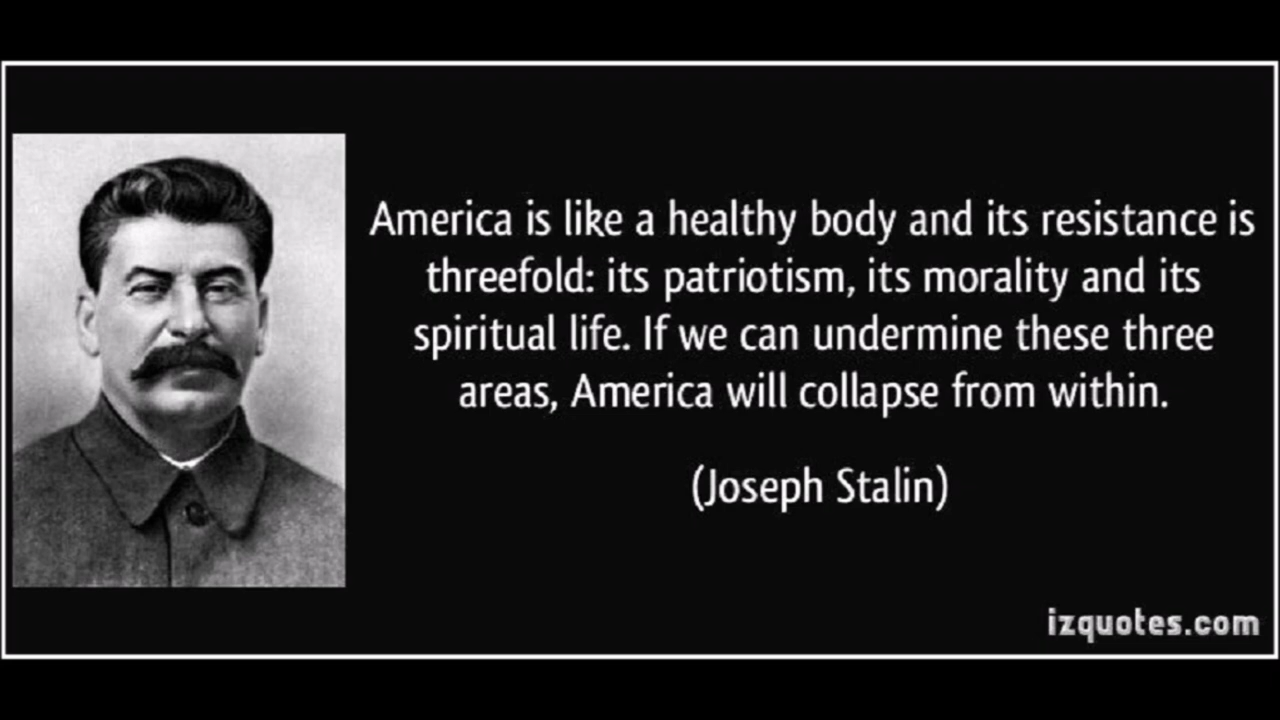 America is like a healthy body and its resistance is
threefold: its patriotism, its morality and its
spiritual life. If we can undermine these three
areas, America will collapse from within.
(Joseph Stalin)
izquotes.com